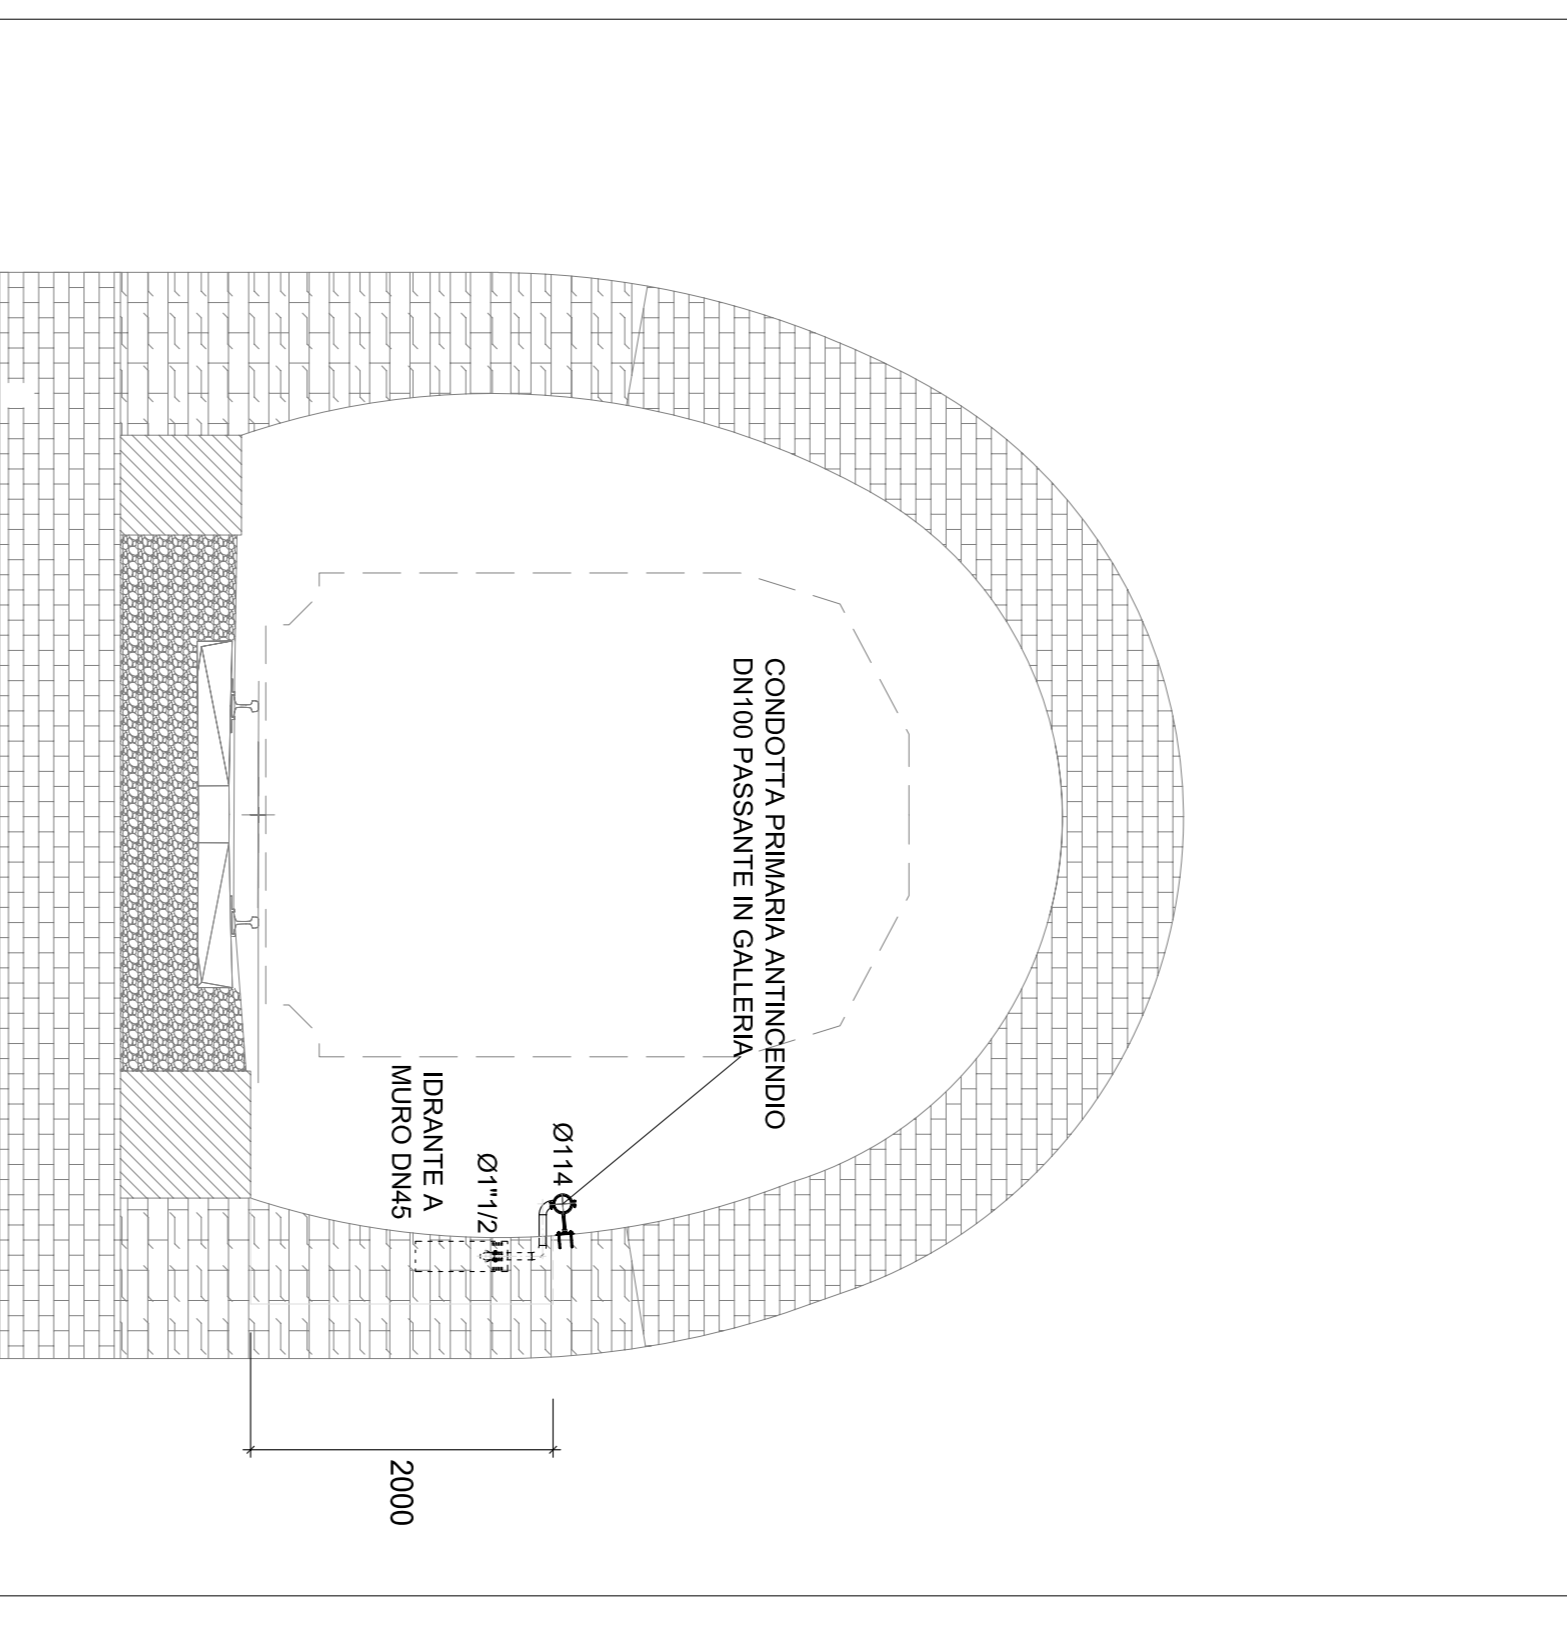 CONDOTTA PRIMARIA ANTINCENDIO
DN100 PASSANTE IN GALLERIA
Ø114
Ø1"1/2
IDRANTE A
MURO DN45
2000